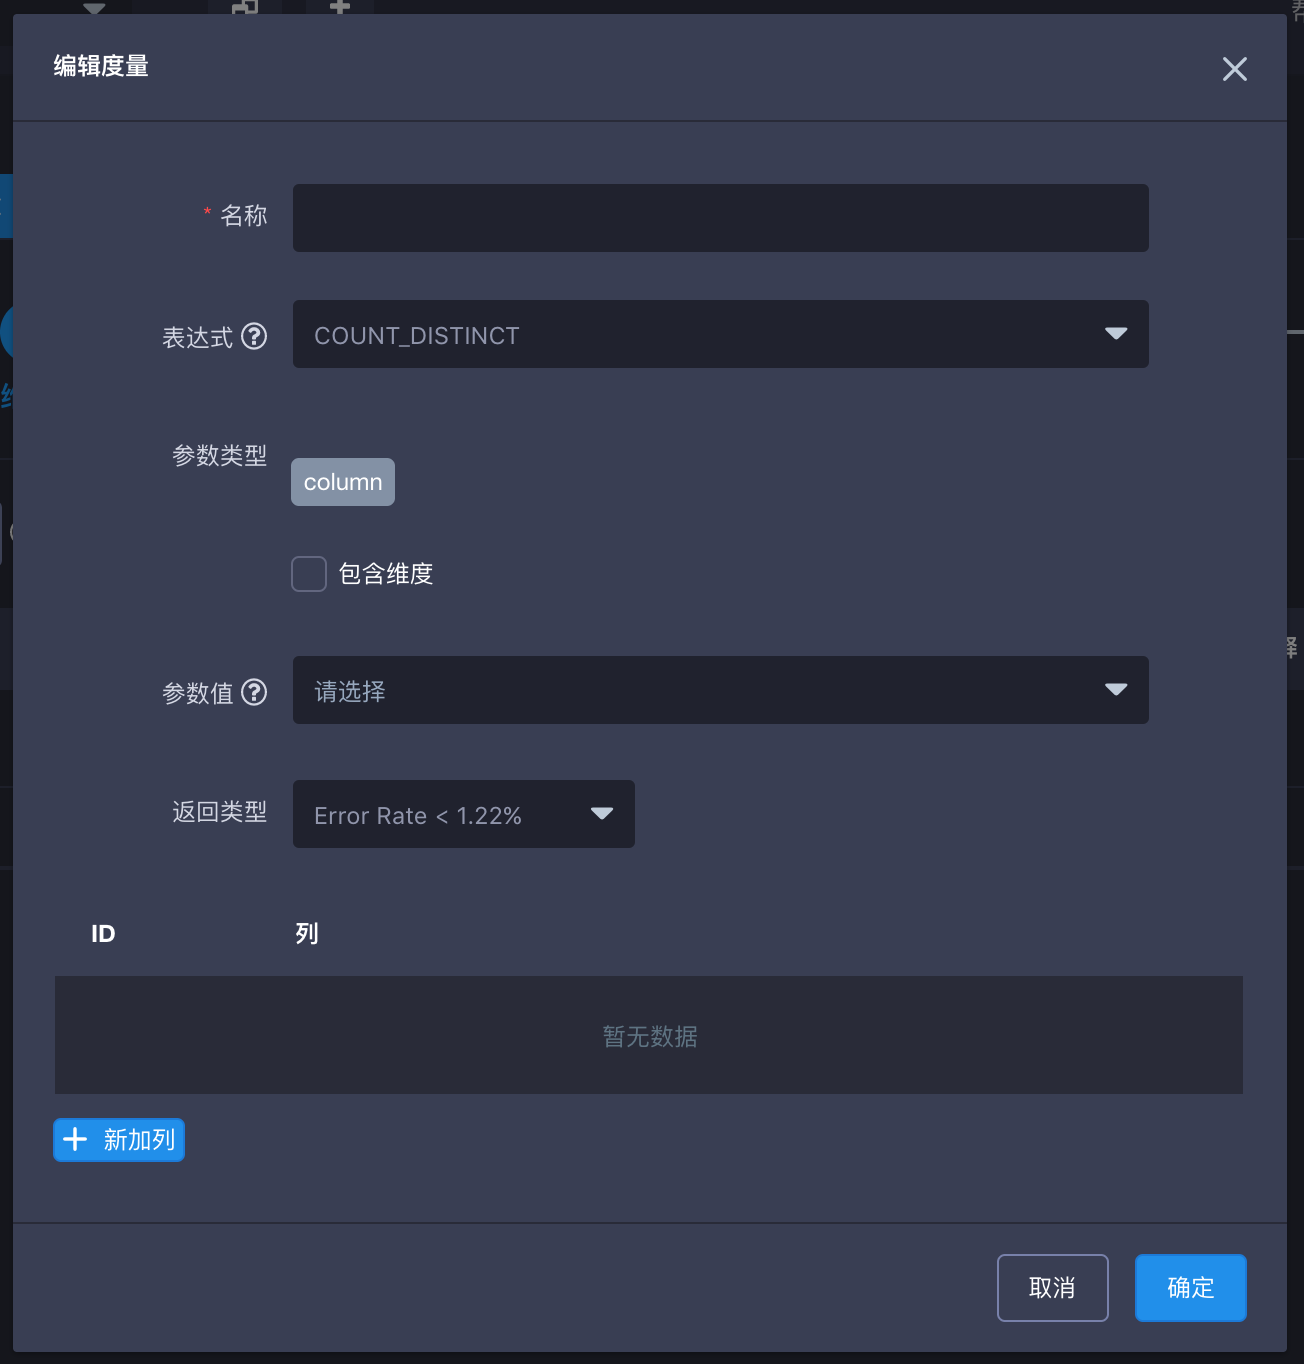 编辑度量
* 名称
表达式 COUNT_DISTINCT
参数类型
column
包含维度
参数值 请选择
返回类型 Error Rate < 1.22%
ID 列
暂无数据
新加列
取消 确定